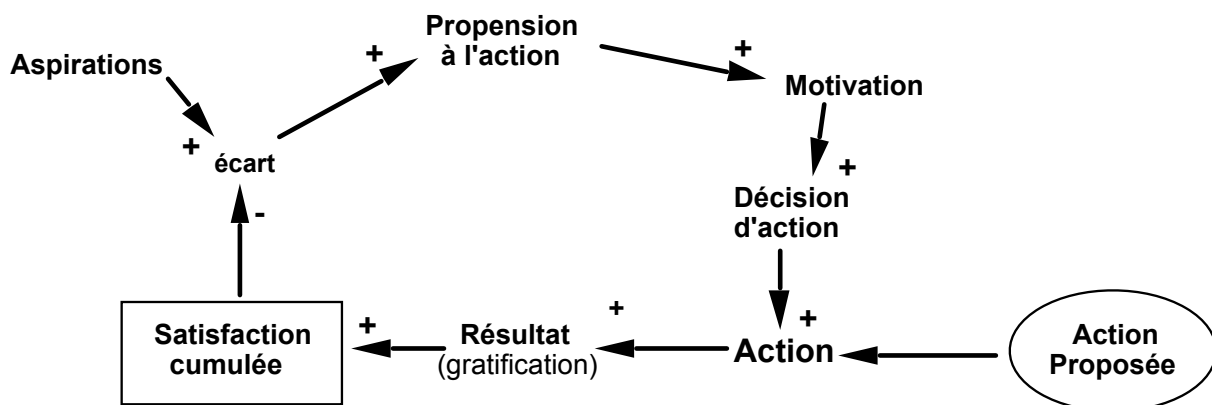 Propension
à l'action
+
+
Aspirations
Motivation
+
écart
+
Décision
d'action
-
+
+
+
Satisfaction
cumulée
Résultat
(gratification)
Action
Action
Proposée